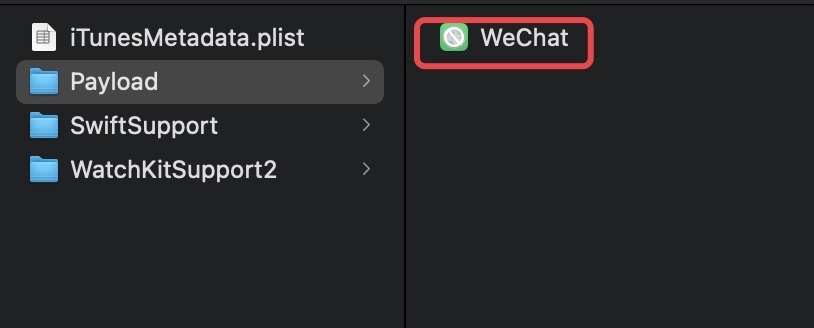 iTunesMetadata.plist
Payload
SwiftSupport
WatchKitSupport2
WeChat